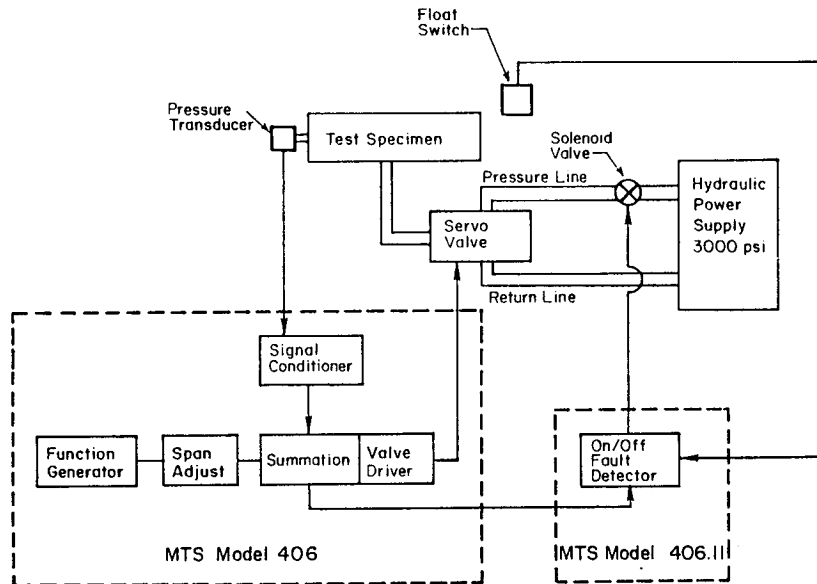 Float
Switch
Pressure
Transducer
Test Specimen
Solenoid
Valve
Pressure Line
Hydraulic
Power
Supply
3000 psi
Servo
Valve
Return Line
Signal
Conditioner
Function
Generator
Span
Adjust
Summation
Valve
Driver
On/Off
Fault
Detector
MTS Model 406
MTS Model 406.11